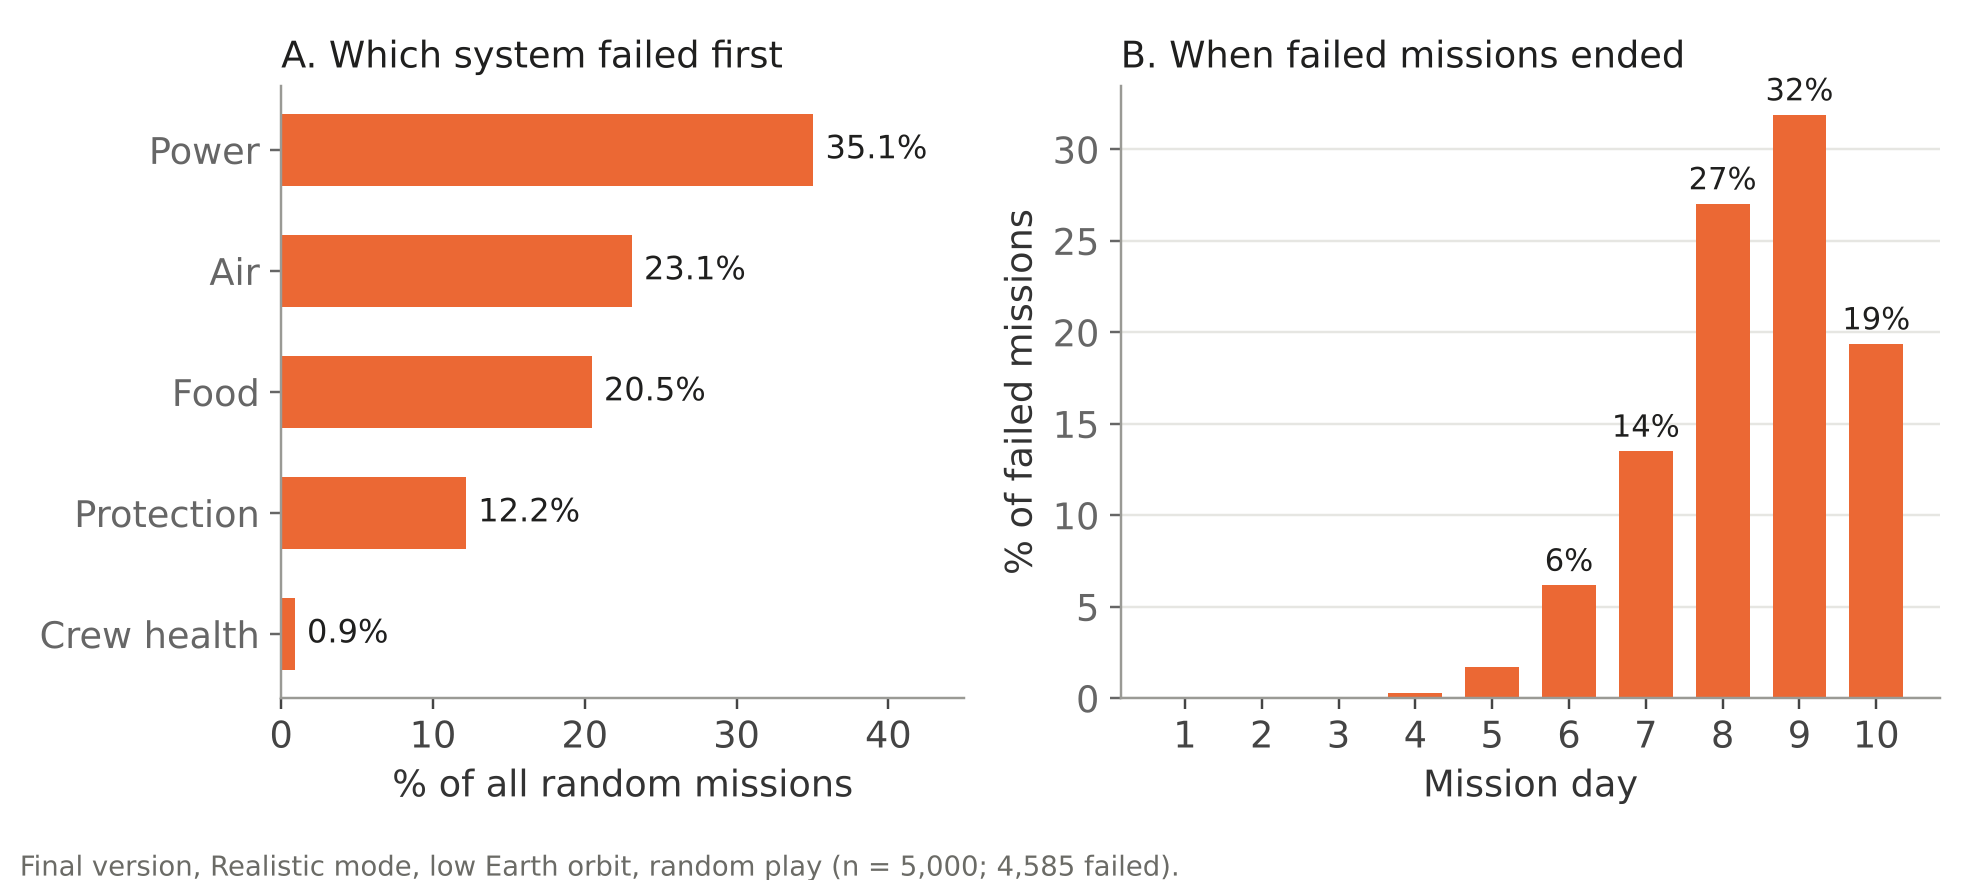 A. Which system failed first
Power
35.1%
Air
23.1%
Food
20.5%
Protection
12.2%
Crew health
0.9%
0 10 20 30 40
% of all random missions
B. When failed missions ended
% of failed missions
30
25
20
15
10
5
0
6%
14%
27%
32%
19%
1 2 3 4 5 6 7 8 9 10
Mission day
Final version, Realistic mode, low Earth orbit, random play (n = 5,000; 4,585 failed).